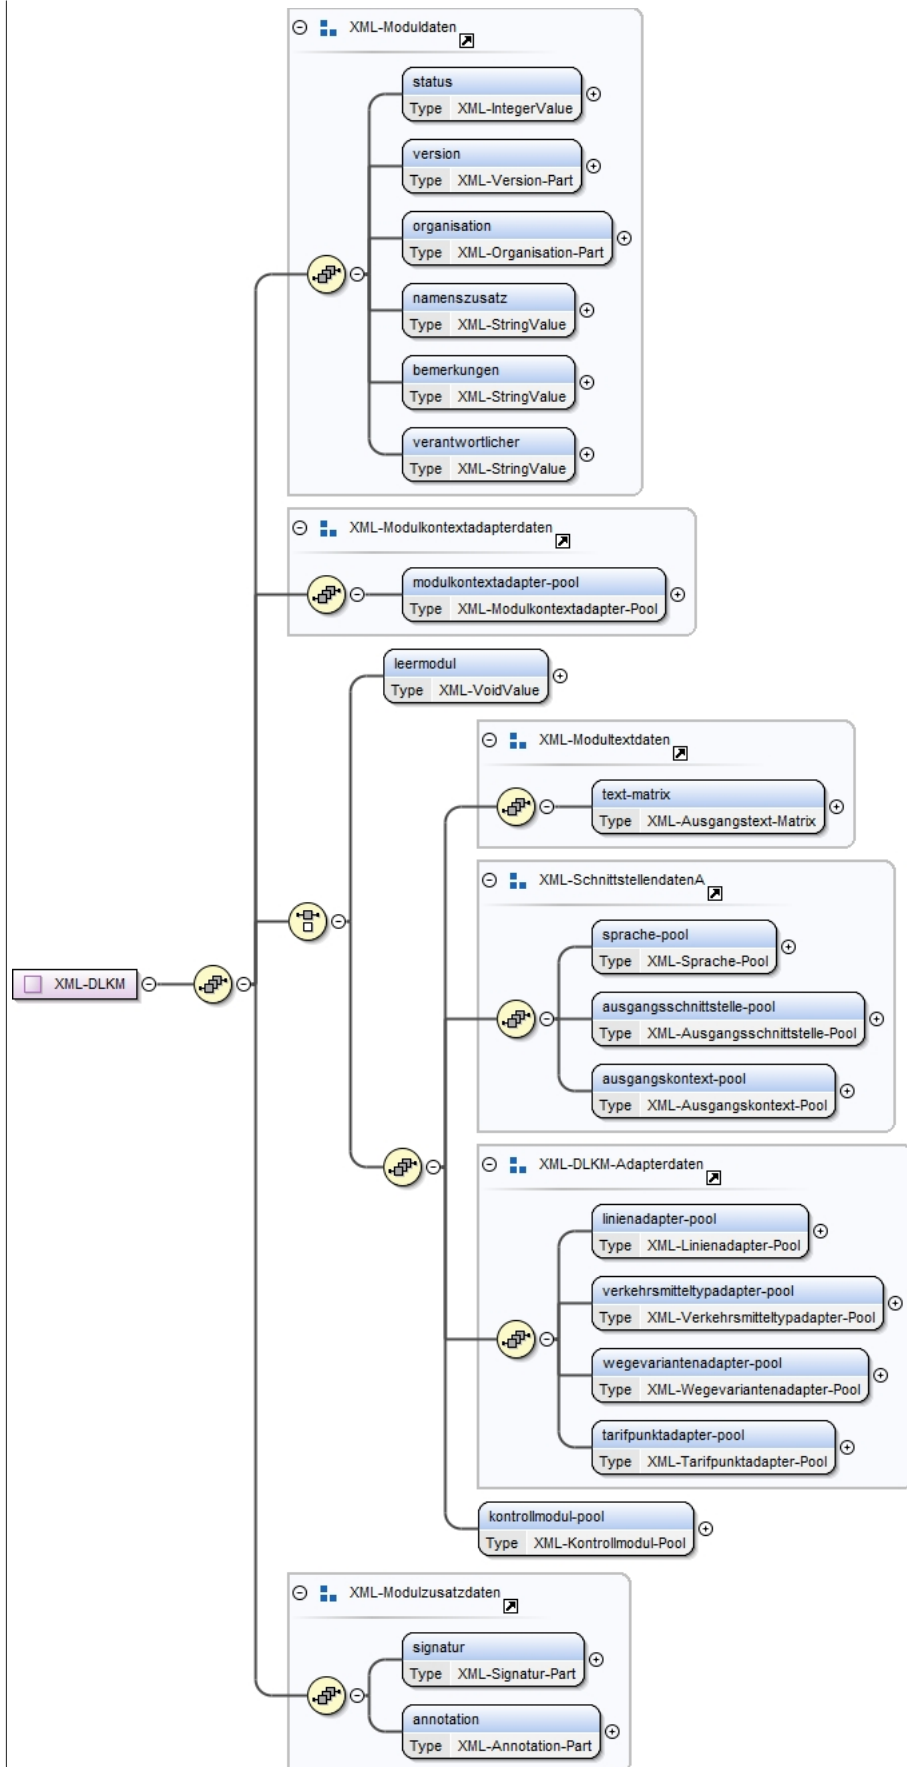 XML-Moduldaten
status
Type XML-IntegerValue
version
Type XML-Version-Part
organisation
Type XML-Organisation-Part
namenszusatz
Type XML-StringValue
bemerkungen
Type XML-StringValue
verantwortlicher
Type XML-StringValue
XML-Modulkontextadapterdaten
modulkontextadapter-pool
Type XML-Modulkontextadapter-Pool
leermodul
Type XML-VoidValue
XML-Modultextdaten
text-matrix
Type XML-Ausgangstext-Matrix
XML-SchnittstellendatenA
sprache-pool
Type XML-Sprache-Pool
XML-DLKM
ausgangsschnittstelle-pool
Type XML-Ausgangsschnittstelle-Pool
ausgangskontext-pool
Type XML-Ausgangskontext-Pool
XML-DLKM-Adapterdaten
linienadapter-pool
Type XML-Linienadapter-Pool
verkehrsmitteltypadapter-pool
Type XML-Verkehrsmitteltypadapter-Pool
wegevariantenadapter-pool
Type XML-Wegevariantenadapter-Pool
tarifpunktadapter-pool
Type XML-Tarifpunktadapter-Pool
kontrollmodul-pool
Type XML-Kontrollmodul-Pool
XML-Modulzusatzdaten
signatur
Type XML-Signatur-Part
annotation
Type XML-Annotation-Part